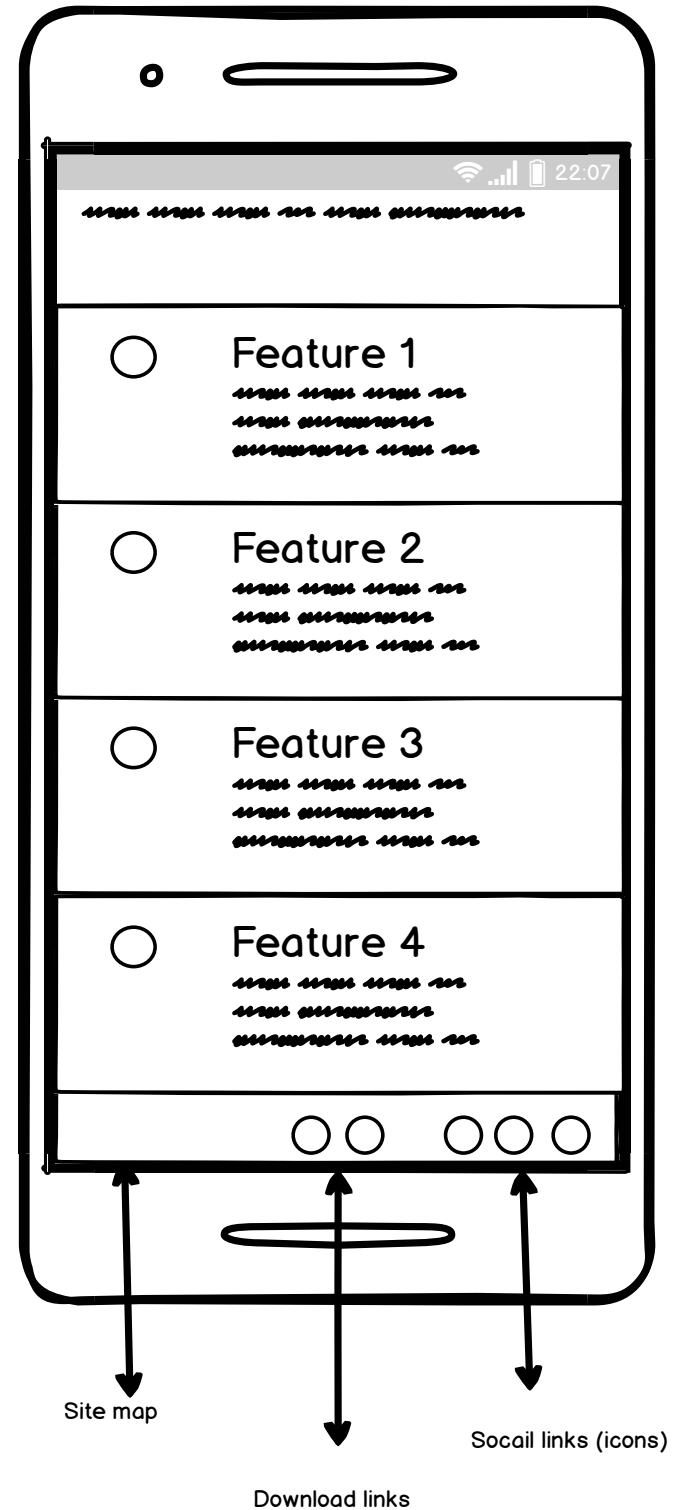 22:07
Feature 1
Feature 2
Feature 3
Feature 4
Site map
Socail links (icons)
Download links